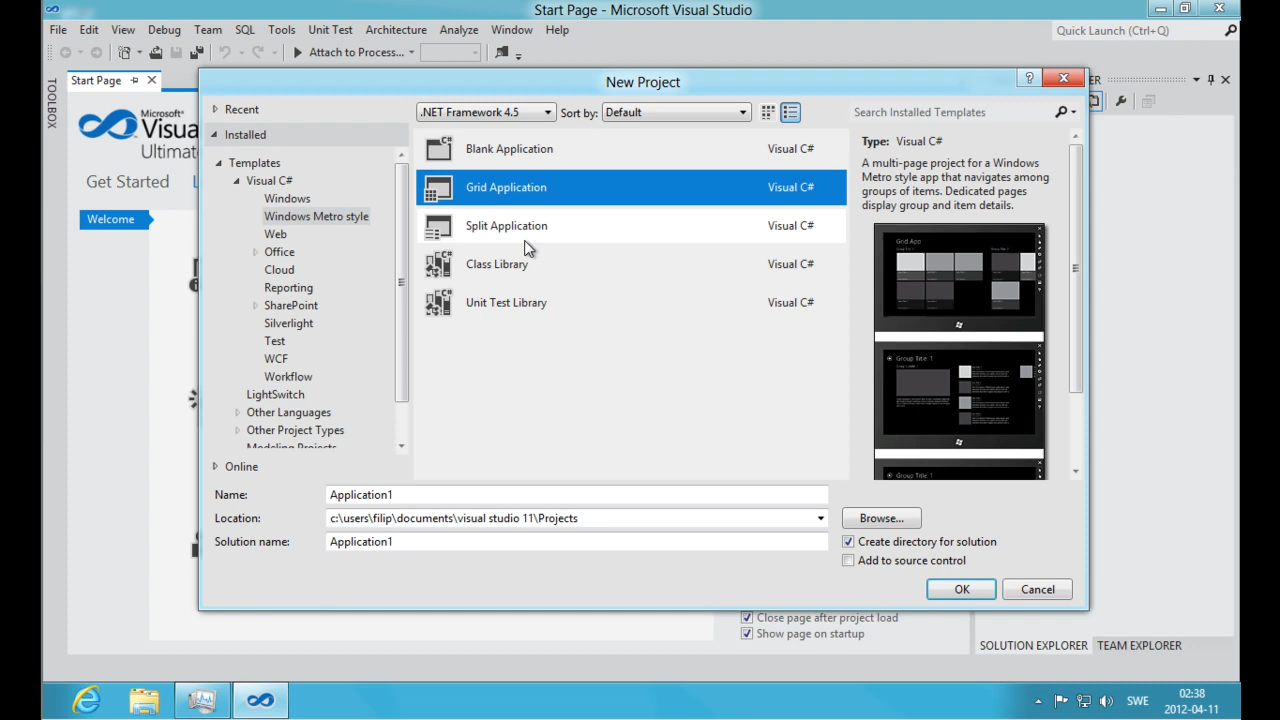 Start Page - Microsoft Visual Studio
File Edit View Debug Team SQL Tools Unit Test Architecture Analyze Window Help
Quick Launch (Ctrl+Q)
Attach to Process...
TOOLBOX
Start Page
Microsoft
Visua
Ultimate
Get Started
Welcome
New Project
Recent
Installed
Templates
Visual C#
Windows
Windows Metro style
Web
Office
Cloud
Reporting
SharePoint
Silverlight
Test
WCF
Workflow
LightSwitch
Other Languages
Other Project Types
Modeling Projects
Online
.NET Framework 4.5 Sort by: Default
Search Installed Templates
Blank Application Visual C#
Grid Application Visual C#
Split Application Visual C#
Class Library Visual C#
Unit Test Library Visual C#
Type: Visual C#
A multi-page project for a Windows
Metro style app that navigates among
groups of items. Dedicated pages
display group and item details.
Grid App
Group Title: 1
Group Title: 1
Name: Application1
Location: c:\users\filip\documents\visual studio 11\Projects
Browse...
Solution name: Application1
Create directory for solution
Add to source control
OK Cancel
Close page after project load
Show page on startup
SOLUTION EXPLORER TEAM EXPLORER
SWE
02:38
2012-04-11